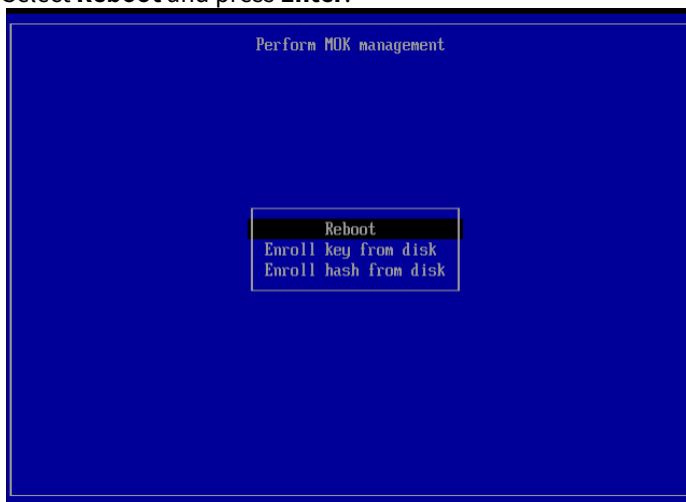 Select Reboot and press Enter.
Perform MOK management
Reboot
Enroll key from disk
Enroll hash from disk